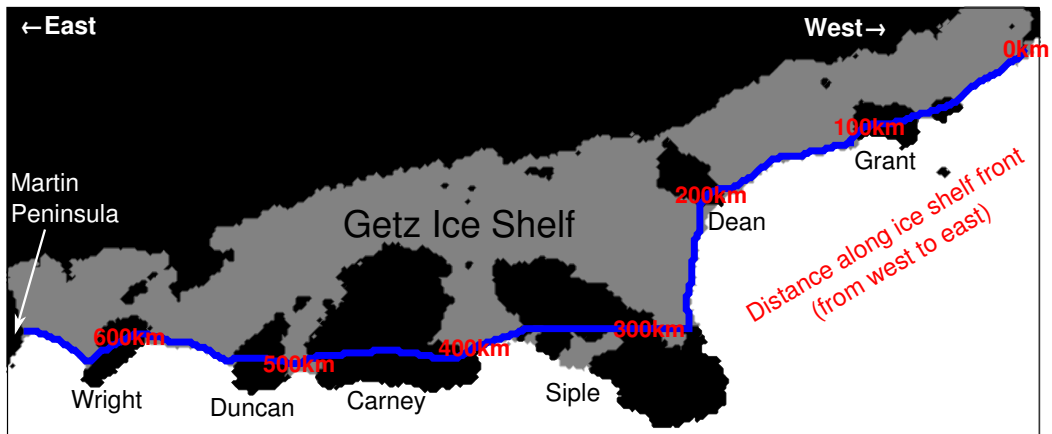 ←East
West→
0km
100km
Grant
Martin
Peninsula
200km
Dean
Getz Ice Shelf
Distance along ice shelf front
(from west to east)
600km
500km
400km
300km
Wright
Duncan
Carney
Siple